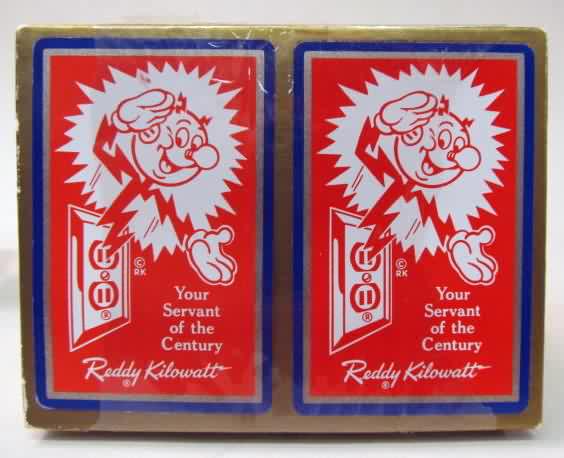 ©
RK
®
Your
Servant
of the
Century
Reddy Kilowatt
®
©
RK
®
Your
Servant
of the
Century
Reddy Kilowatt
®